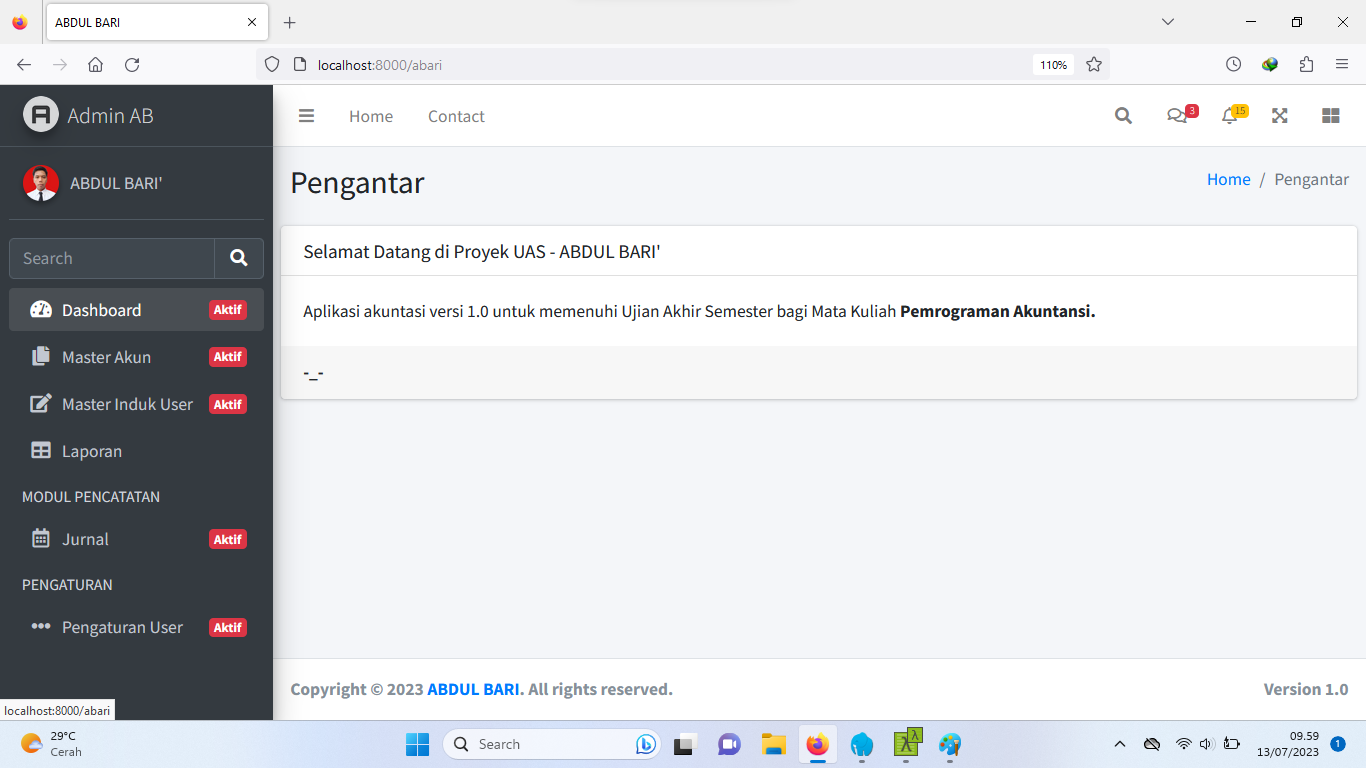 ABDUL BARI
localhost:8000/abari
110%
Admin AB
Home
Contact
3
15
ABDUL BARI'
Pengantar
Home / Pengantar
Search
Selamat Datang di Proyek UAS - ABDUL BARI'
Dashboard
Aktif
Aplikasi akuntasi versi 1.0 untuk memenuhi Ujian Akhir Semester bagi Mata Kuliah Pemrograman Akuntansi.
Master Akun
Aktif
-_-
Master Induk User
Aktif
Laporan
MODUL PENCATATAN
Jurnal
Aktif
PENGATURAN
Pengaturan User
Aktif
Copyright © 2023 ABDUL BARI. All rights reserved.
Version 1.0
localhost:8000/abari
29°C
Cerah
Search
09.59
13/07/2023
1